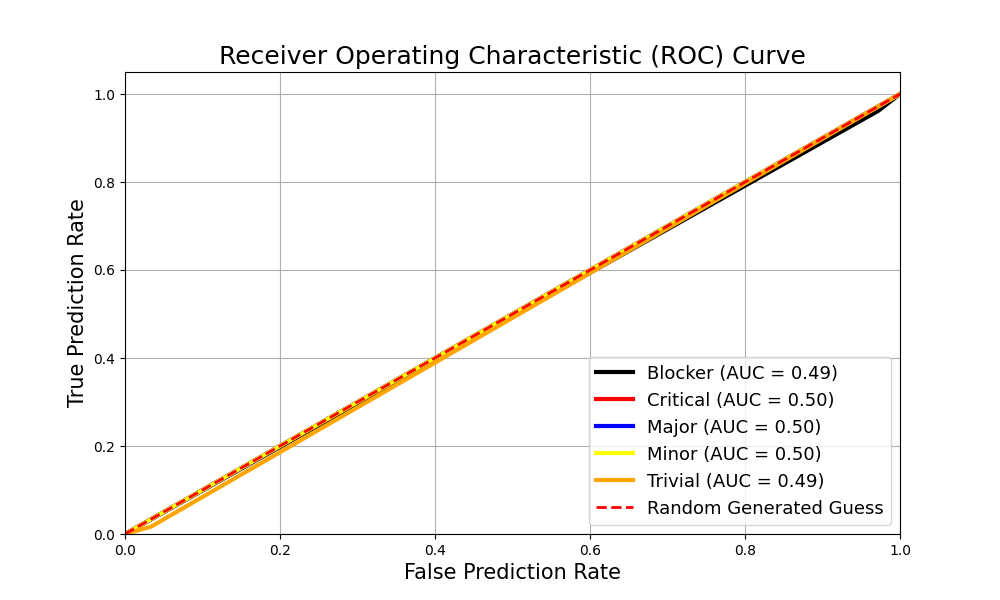 Receiver Operating Characteristic (ROC) Curve
True Prediction Rate
1.0
0.8
0.6
0.4
0.2
0.0
Blocker (AUC = 0.49)
Critical (AUC = 0.50)
Major (AUC = 0.50)
Minor (AUC = 0.50)
Trivial (AUC = 0.49)
Random Generated Guess
0.0 0.2 0.4 0.6 0.8 1.0
False Prediction Rate